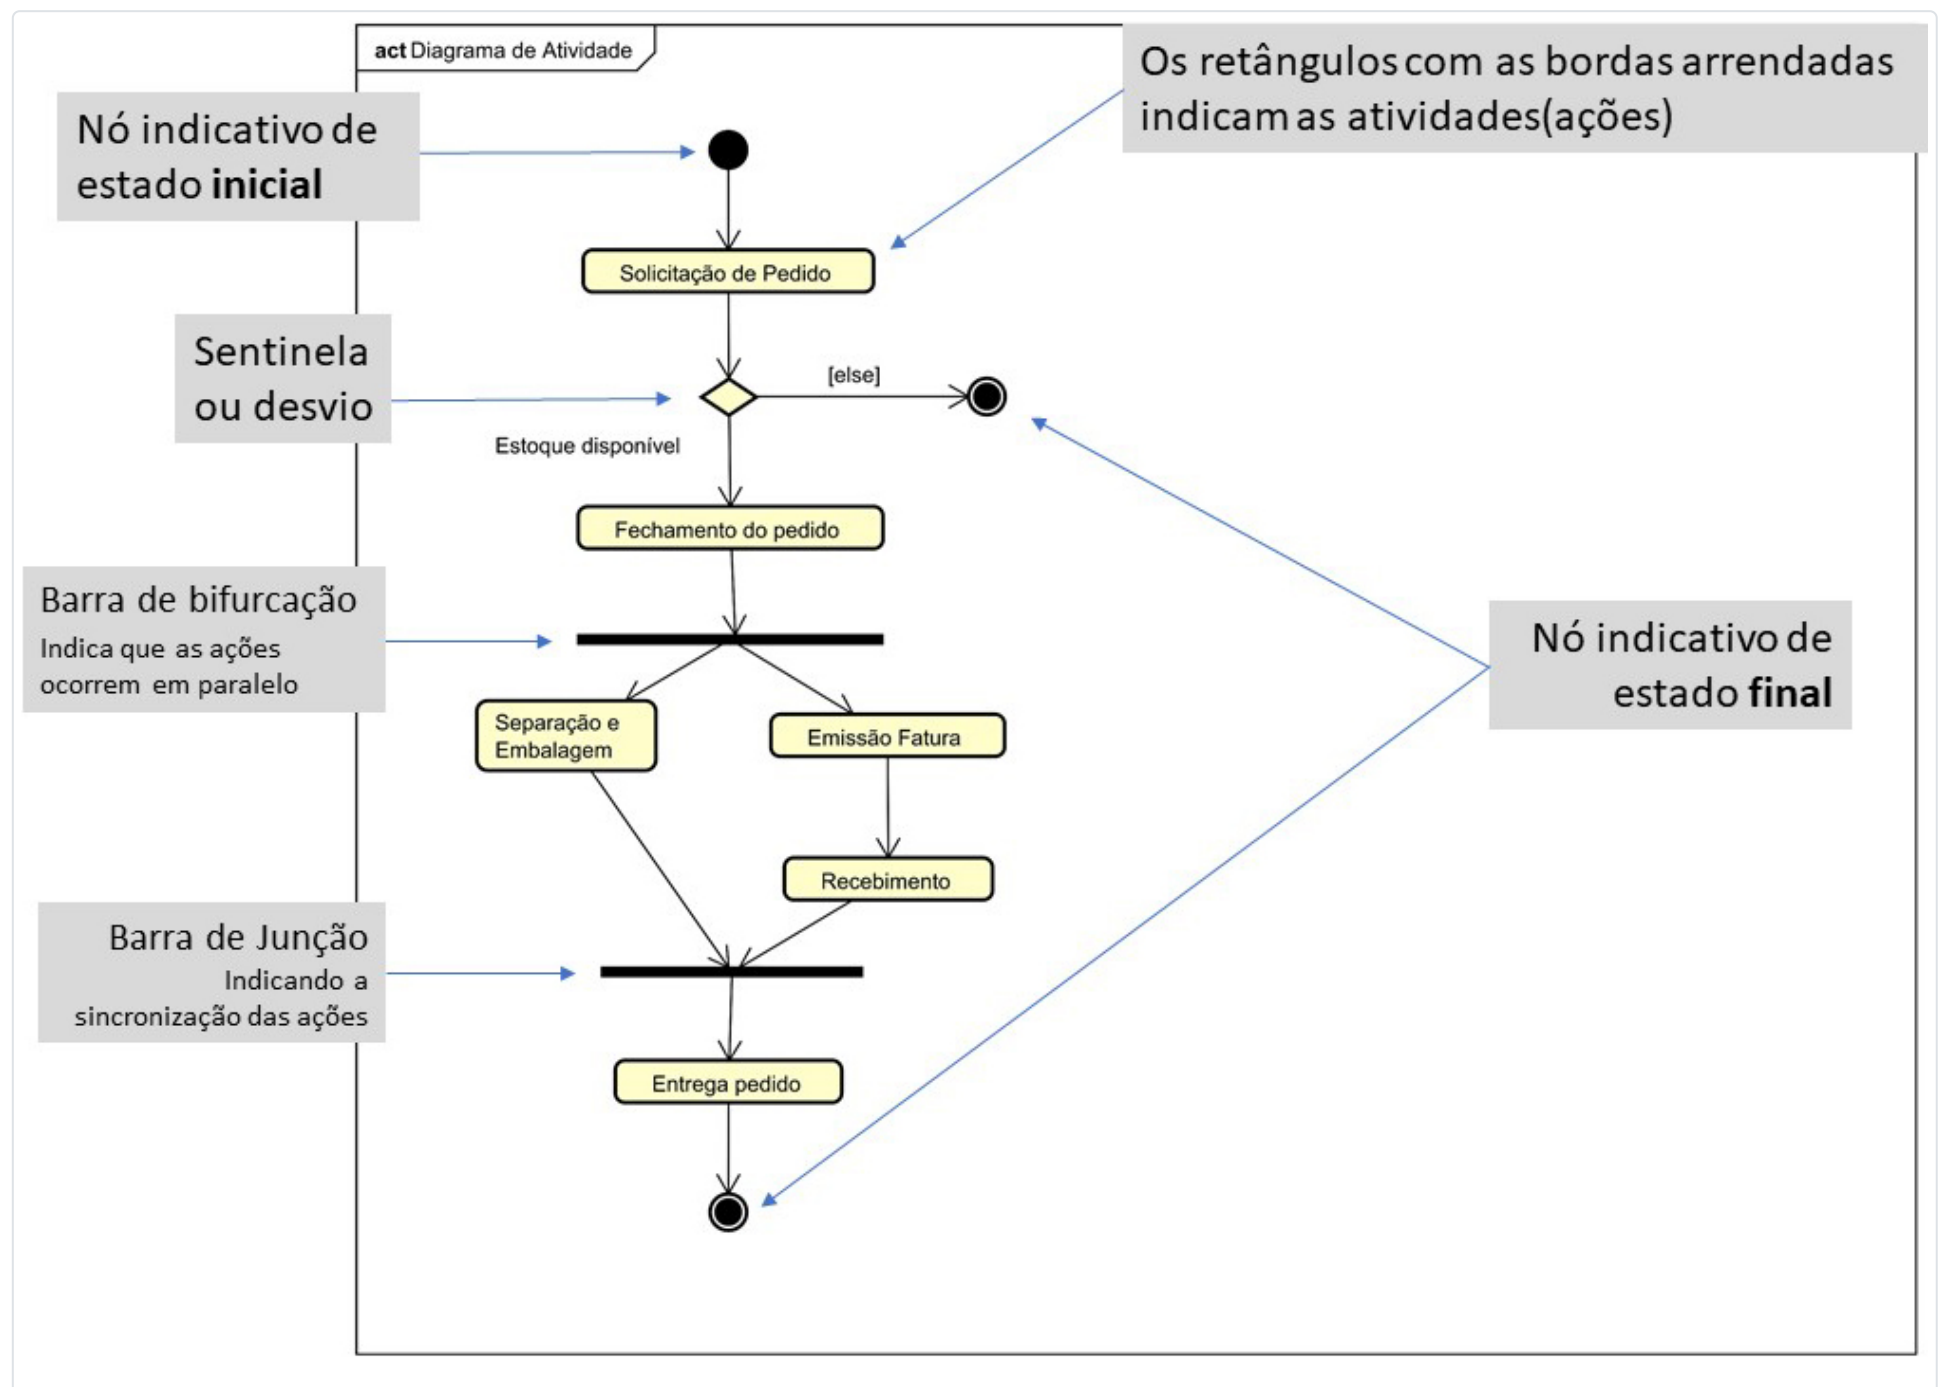 act Diagrama de Atividade
Os retângulos com as bordas arrendadas
indicam as atividades(ações)
Nó indicativo de
estado inicial
Solicitação de Pedido
Sentinela
ou desvio
[else]
Estoque disponível
Fechamento do pedido
Barra de bifurcação
Indica que as ações
ocorrem em paralelo
Nó indicativo de
estado final
Separação e
Embalagem
Emissão Fatura
Recebimento
Barra de Junção
Indicando a
sincronização das ações
Entrega pedido